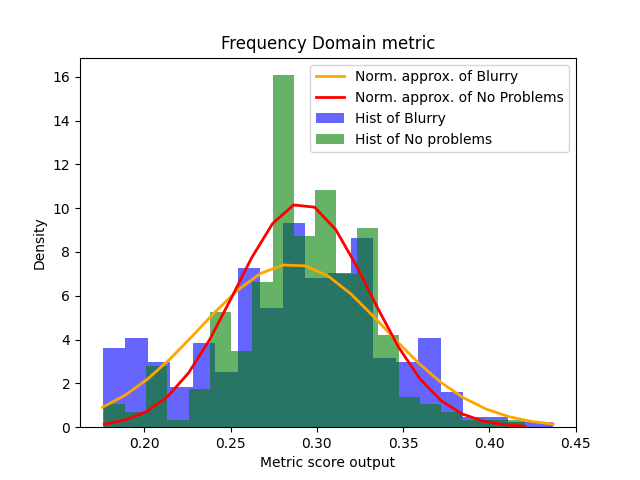 Frequency Domain metric
Norm. approx. of Blurry
Norm. approx. of No Problems
Hist of Blurry
Hist of No problems
Density
16
14
12
10
8
6
4
2
0
0.20 0.25 0.30 0.35 0.40 0.45
Metric score output